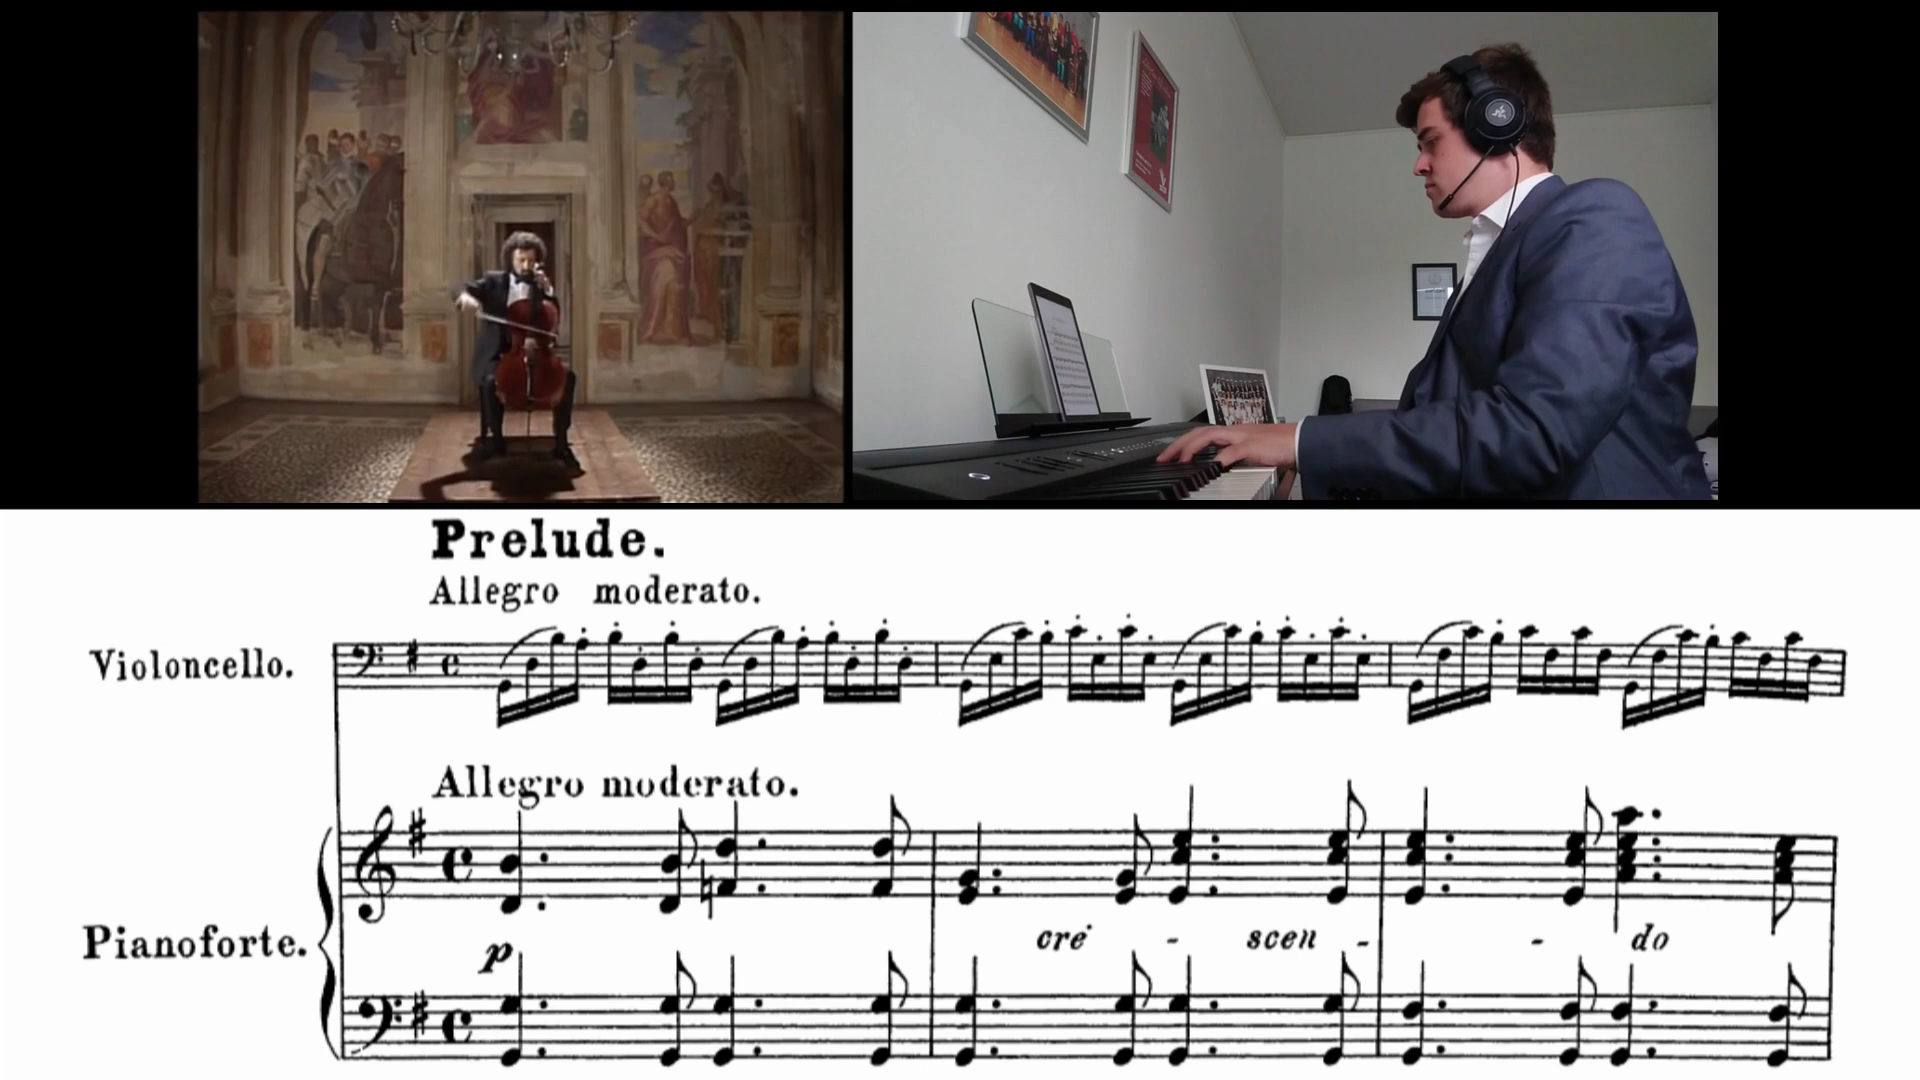 Prelude.
Allegro moderato.
Violoncello.
Allegro moderato.
Pianoforte.
p
cre - scen - - do